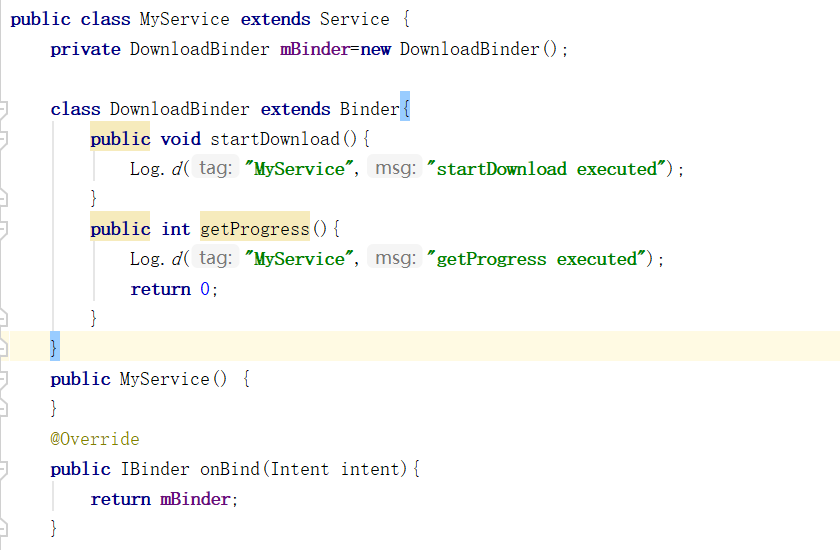 public class MyService extends Service {
    private DownloadBinder mBinder=new DownloadBinder();
    class DownloadBinder extends Binder{
        public void startDownload(){
            Log.d( tag: "MyService", msg: "startDownload executed");
        }
        public int getProgress(){
            Log.d( tag: "MyService", msg: "getProgress executed");
            return 0;
        }
    }
    public MyService() {
    }
    @Override
    public IBinder onBind(Intent intent){
        return mBinder;
    }